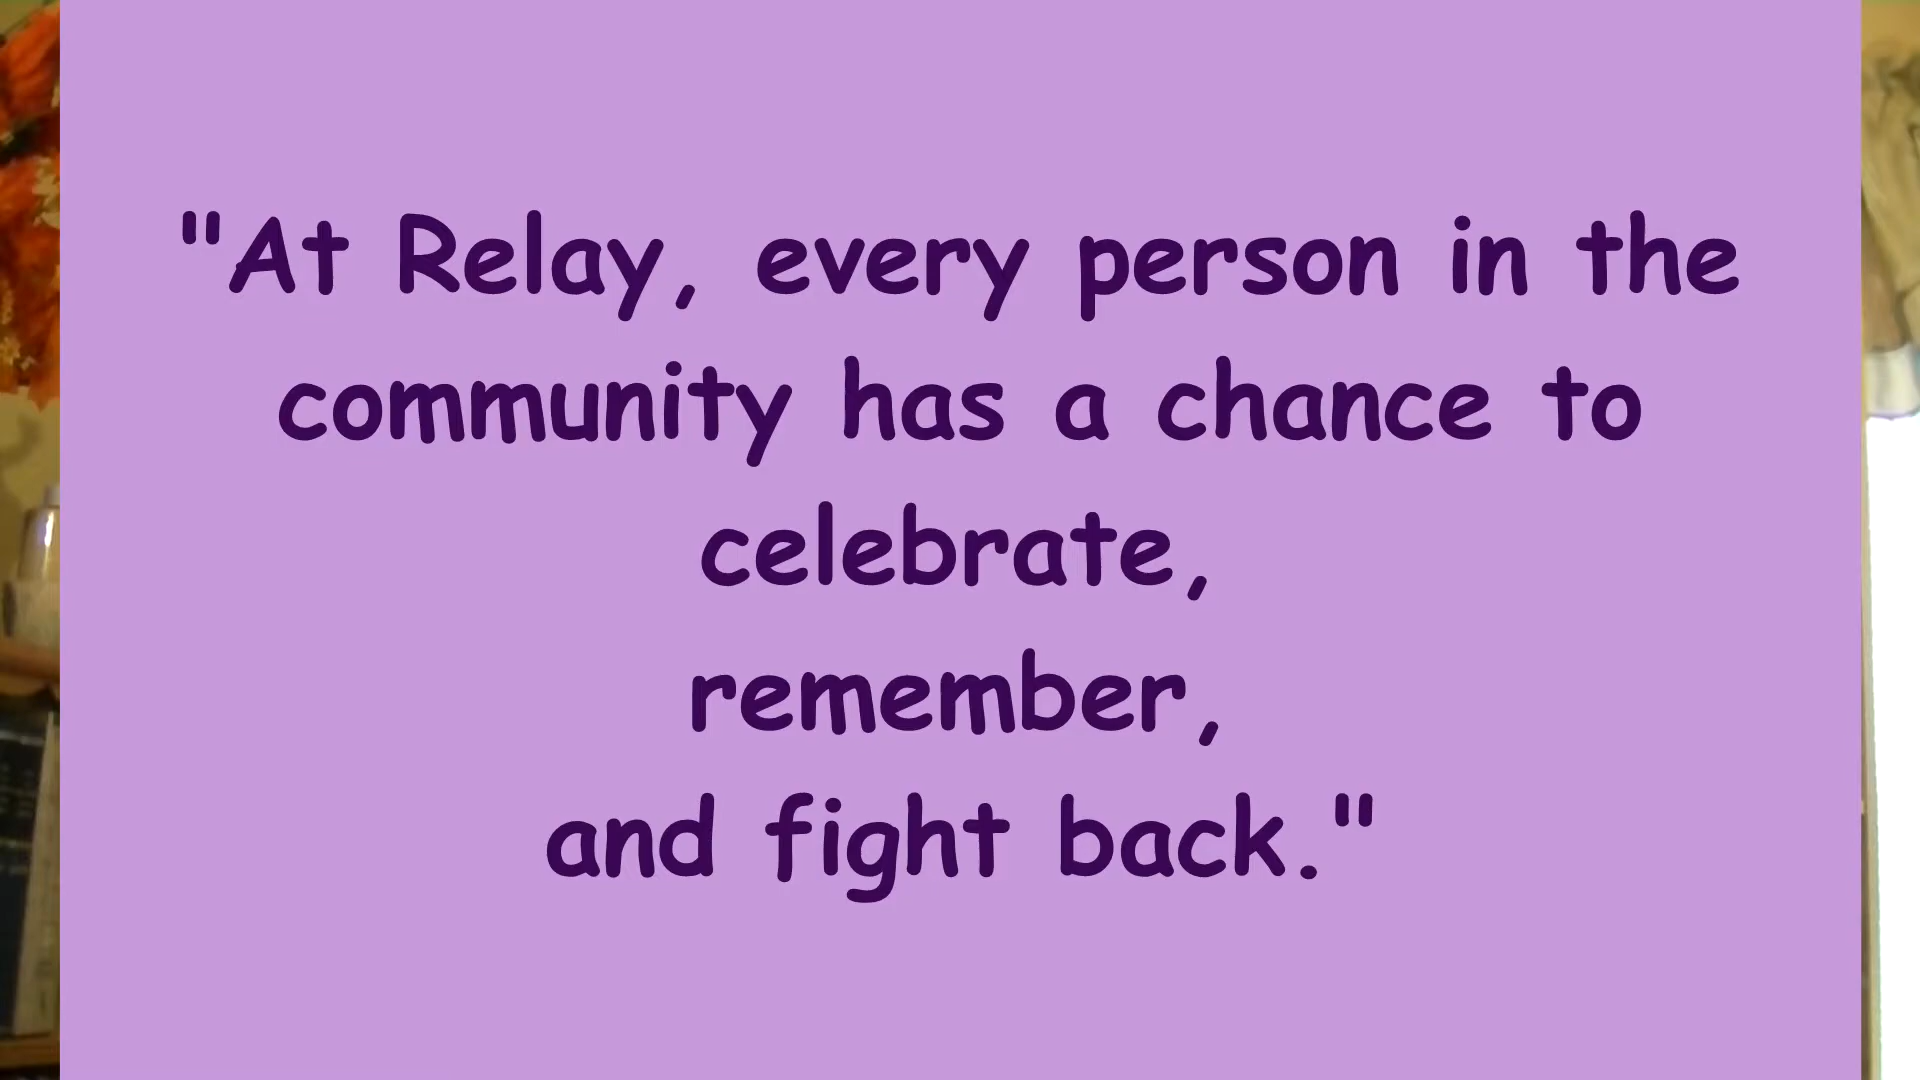 "At Relay, every person in the
community has a chance to
celebrate,
remember,
and fight back."